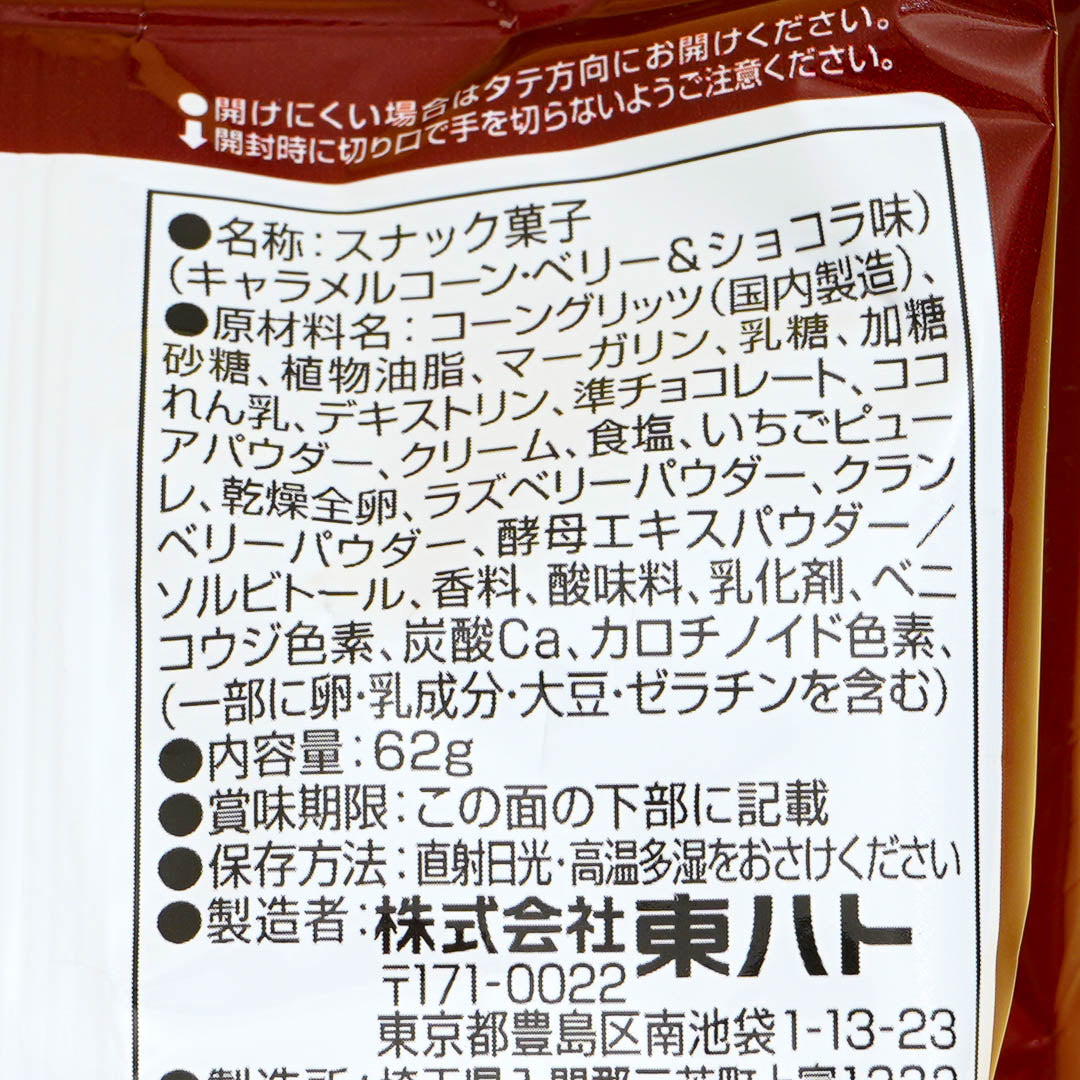 開けにくい場合はタテ方向にお開けください。
開封時に切り口で手を切らないようご注意ください。
●名称:スナック菓子
(キャラメルコーン・ベリー&ショコラ味)
●原材料名:コーングリッツ(国内製造)、
砂糖、植物油脂、マーガリン、乳糖、加糖
れん乳、デキストリン、準チョコレート、ココ
アパウダー、クリーム、食塩、いちごピュー
レ、乾燥全卵、ラズベリーパウダー、クラン
ベリーパウダー、酵母エキスパウダー/
ソルビトール、香料、酸味料、乳化剤、ベニ
コウジ色素、炭酸Ca、カロチノイド色素、
(一部に卵・乳成分・大豆・ゼラチンを含む)
●内容量:62g
●賞味期限:この面の下部に記載
●保存方法:直射日光・高温多湿をおさけください
●製造者:株式会社東ハト
〒171-0022
東京都豊島区南池袋1-13-23